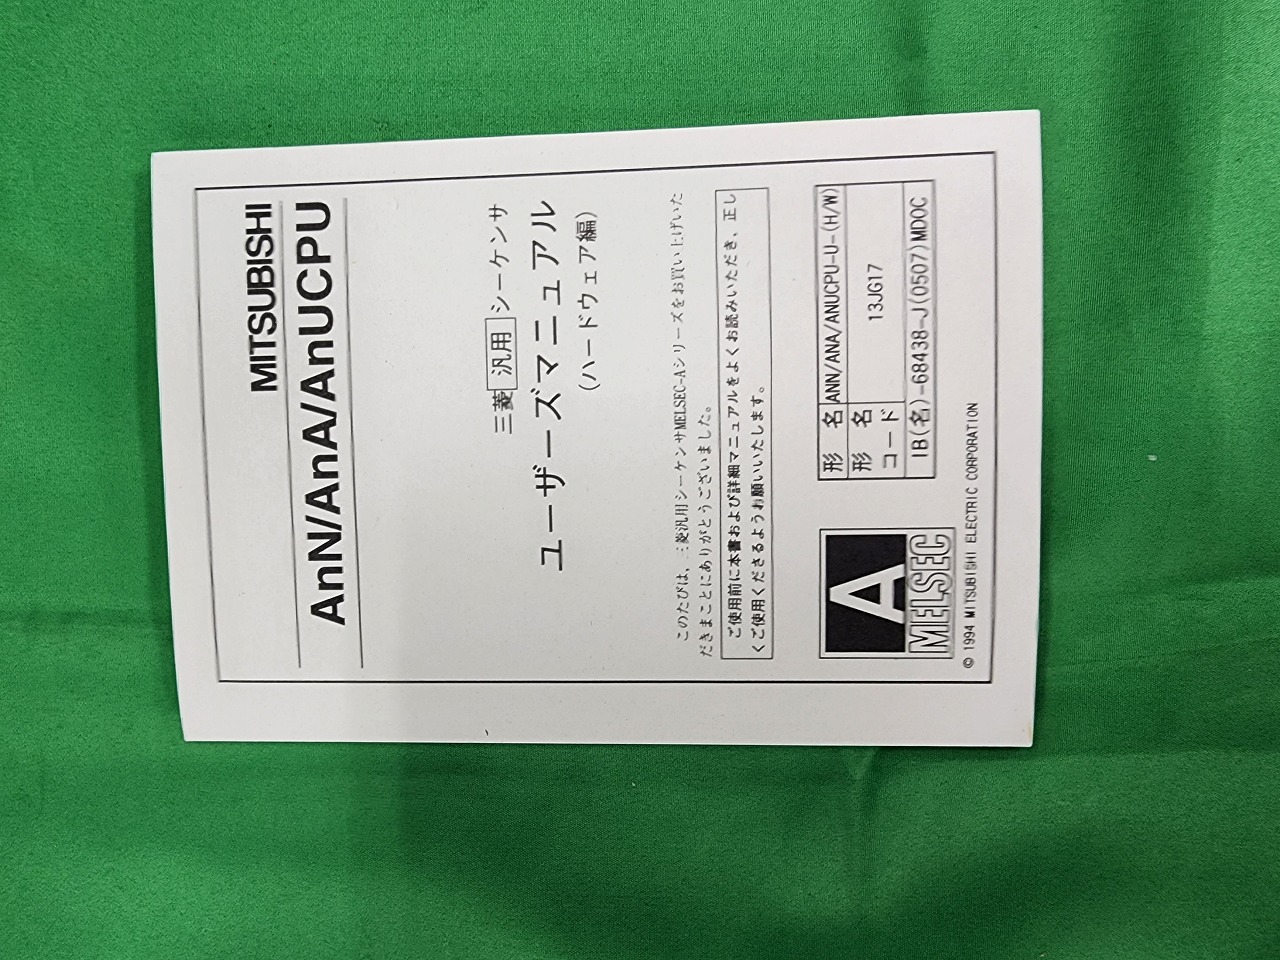 MITSUBISHI
AnN/AnA/AnUCPU
三菱 汎用 シーケンサ
ユーザーズマニュアル
(ハードウェア編)
このたびは、三菱汎用シーケンサMELSEC-Aシリーズをお買い上げいた
だきまことにありがとうございました。
ご使用前に本書および詳細マニュアルをよくお読みいただき、正し
くご使用くださるようお願いいたします。
A
MELSEC
形 名 ANN/ANA/ANUCPU-U-(H/W)
形 名
コード 13JG17
IB(名)-68438-J(0507)MDOC
© 1994 MITSUBISHI ELECTRIC CORPORATION